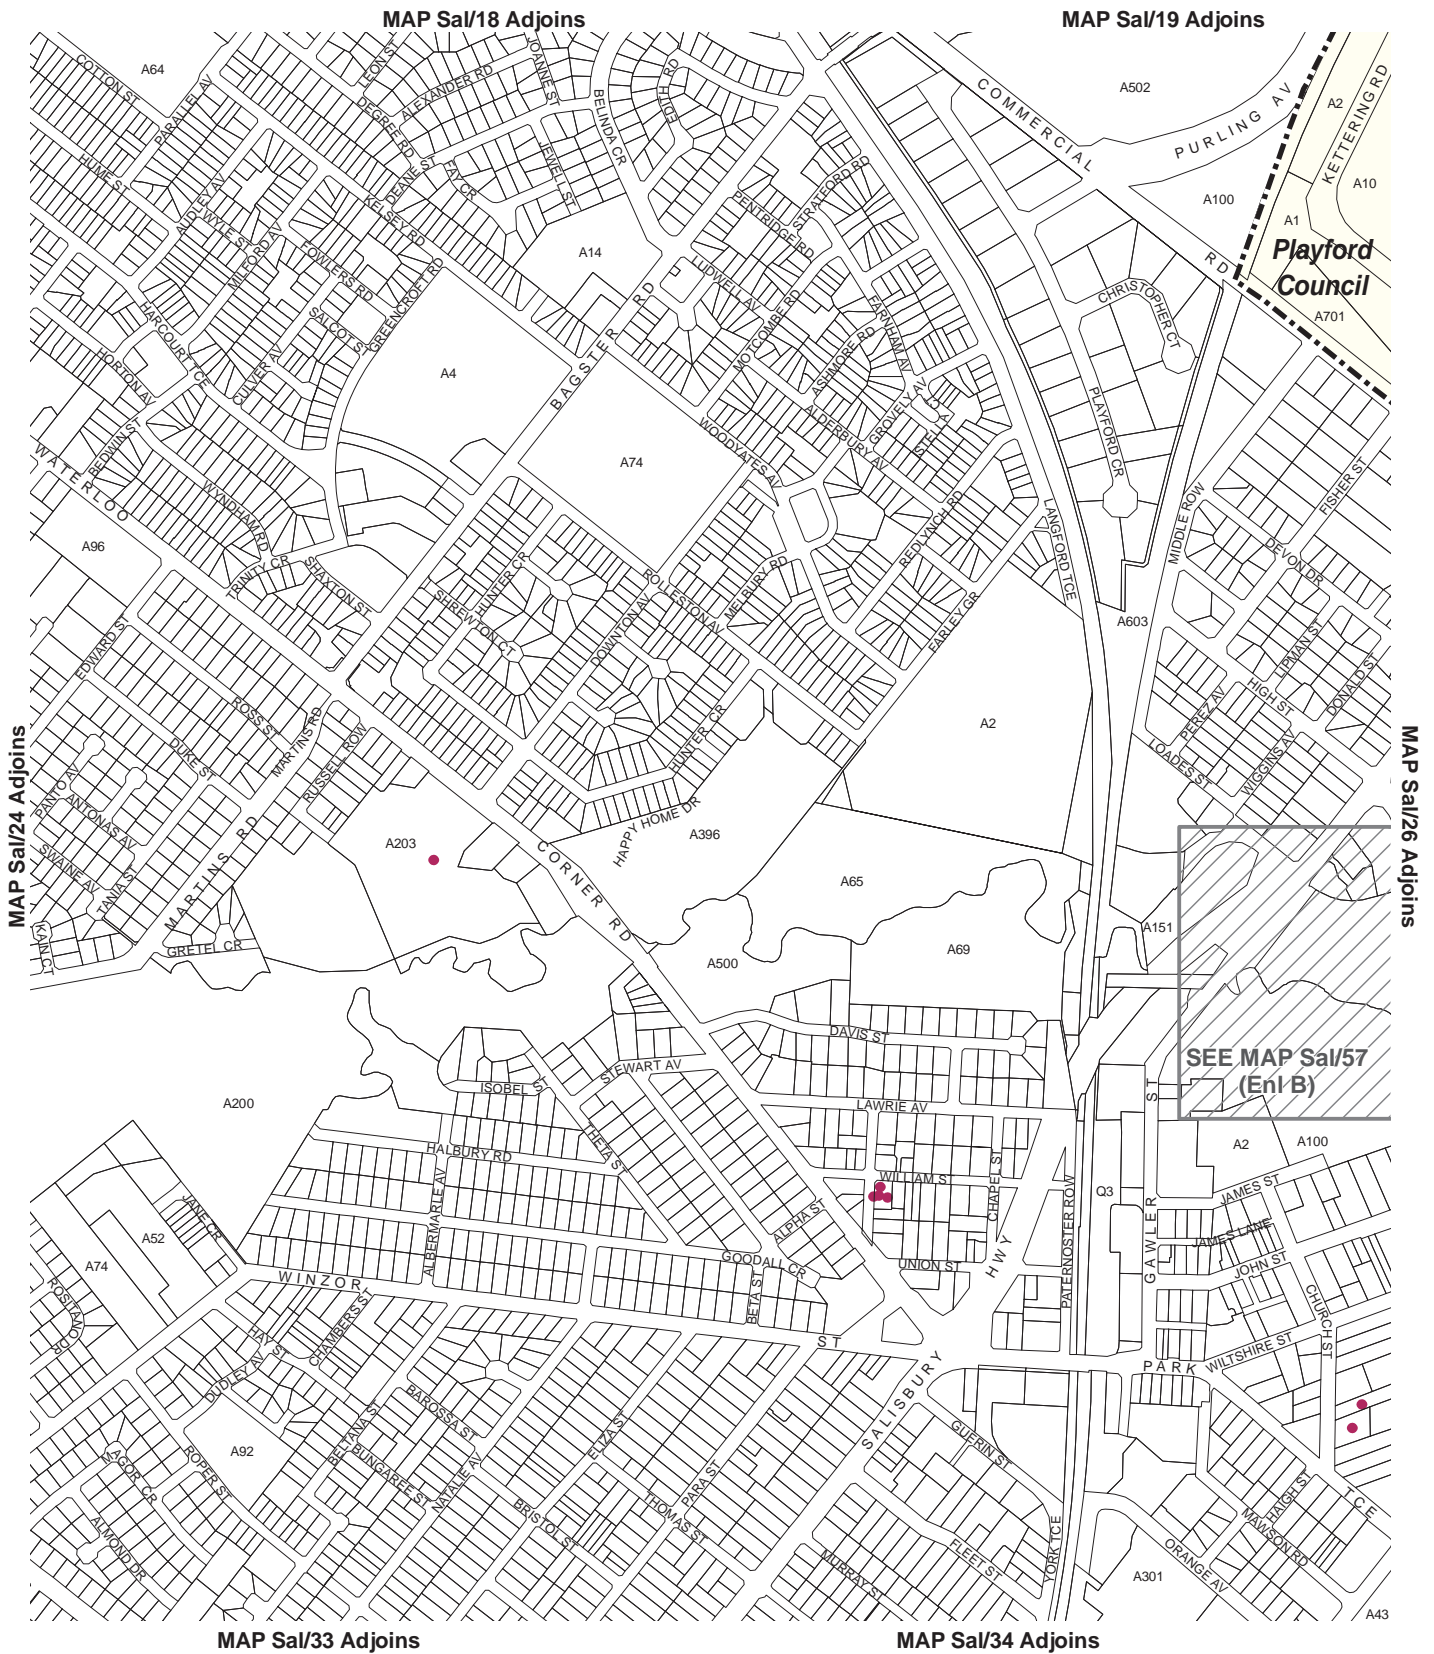 MAP Sal/18 Adjoins
MAP Sal/19 Adjoins
COTTON ST
A64
PARALEL AV
LEON ST
ALEXANDER RD
JOANNE ST
DEGREE RD
BELINDA CR
EDITH RD
COMMERCIAL
RD
A502
PURLING AV
A2
KETTERING RD
A10
A100
A1
Playford
Council
A701
HUME ST
AUDLEY AV
WYLE ST
MILFORD AV
FOWLERS RD
KELSEY RD
DEANE ST
FAY CR
JEWELL ST
A14
PENTRIDGE RD
STRATFORD RD
LUDWELL AV
MOTCOMBE RD
FARNHAM AV
ASHMORE RD
CHRISTOPHER CT
PLAYFORD CR
HARCOURT TCE
HORTON AV
SALCOT ST
CULVER AV
GREENCROFT RD
A4
BAGSTER RD
A74
WOODYATES AV
ALDERBURY AV
GROVELY AV
STELLA CT
BEDWIN ST
WATERLOO
CORNER RD
WYNDHAM RD
A96
TRINITY CR
SHAXTON ST
SHREWTON CT
HUNTER CR
DOWNTON AV
ROLLESTON AV
MELBURY RD
REDLYNCH RD
FARLEY GR
LANGFORD TCE
MIDDLE ROW
FISHER ST
DEVON DR
A603
LIPMAN ST
DONALD ST
HIGH ST
PEREZ AV
LOADES ST
WIGGINS AV
EDWARD ST
ROSS ST
DUKE ST
MARTINS RD
RUSSELL ROW
PANTO AV
ANTONAS AV
SWAINE AV
TANIA ST
MARTINS RD
KAIN CT
GRETEL CR
HUNTER CR
HAPPY HOME DR
A396
A2
A203
A65
A500
A69
A151
SEE MAP Sal/57
(Enl B)
MAP Sal/24 Adjoins
MAP Sal/26 Adjoins
DAVIS ST
STEWART AV
ISOBEL ST
LAWRIE AV
A200
HALBURY RD
THETA ST
ALBERMARLE AV
WILLIAM S
CHAPEL ST
PATERNOSTER ROW
Q3
GAWLER ST
A2
A100
JAMES ST
JAMES LANE
JOHN ST
CHURCH ST
JANE CR
A52
A74
ROSITANO DR
ALPHA ST
GOODALL CR
BETA ST
UNION ST
WINZOR ST
SALISBURY HWY
PARK TCE
WILTSHIRE ST
HAY ST
CHAMBERS ST
DUDLEY AV
A92
ROPER ST
MAGOR CR
ALMOND DR
BELTANA ST
BAROSSA ST
BUNGAREE ST
NATALIE AV
ELIZA ST
BRISTOL ST
PARA ST
THOMAS ST
GUERIN ST
FLEET ST
MURRAY ST
YORK TCE
HAIGH ST
MAWSON RD
ORANGE AV
A301
A43
MAP Sal/33 Adjoins
MAP Sal/34 Adjoins